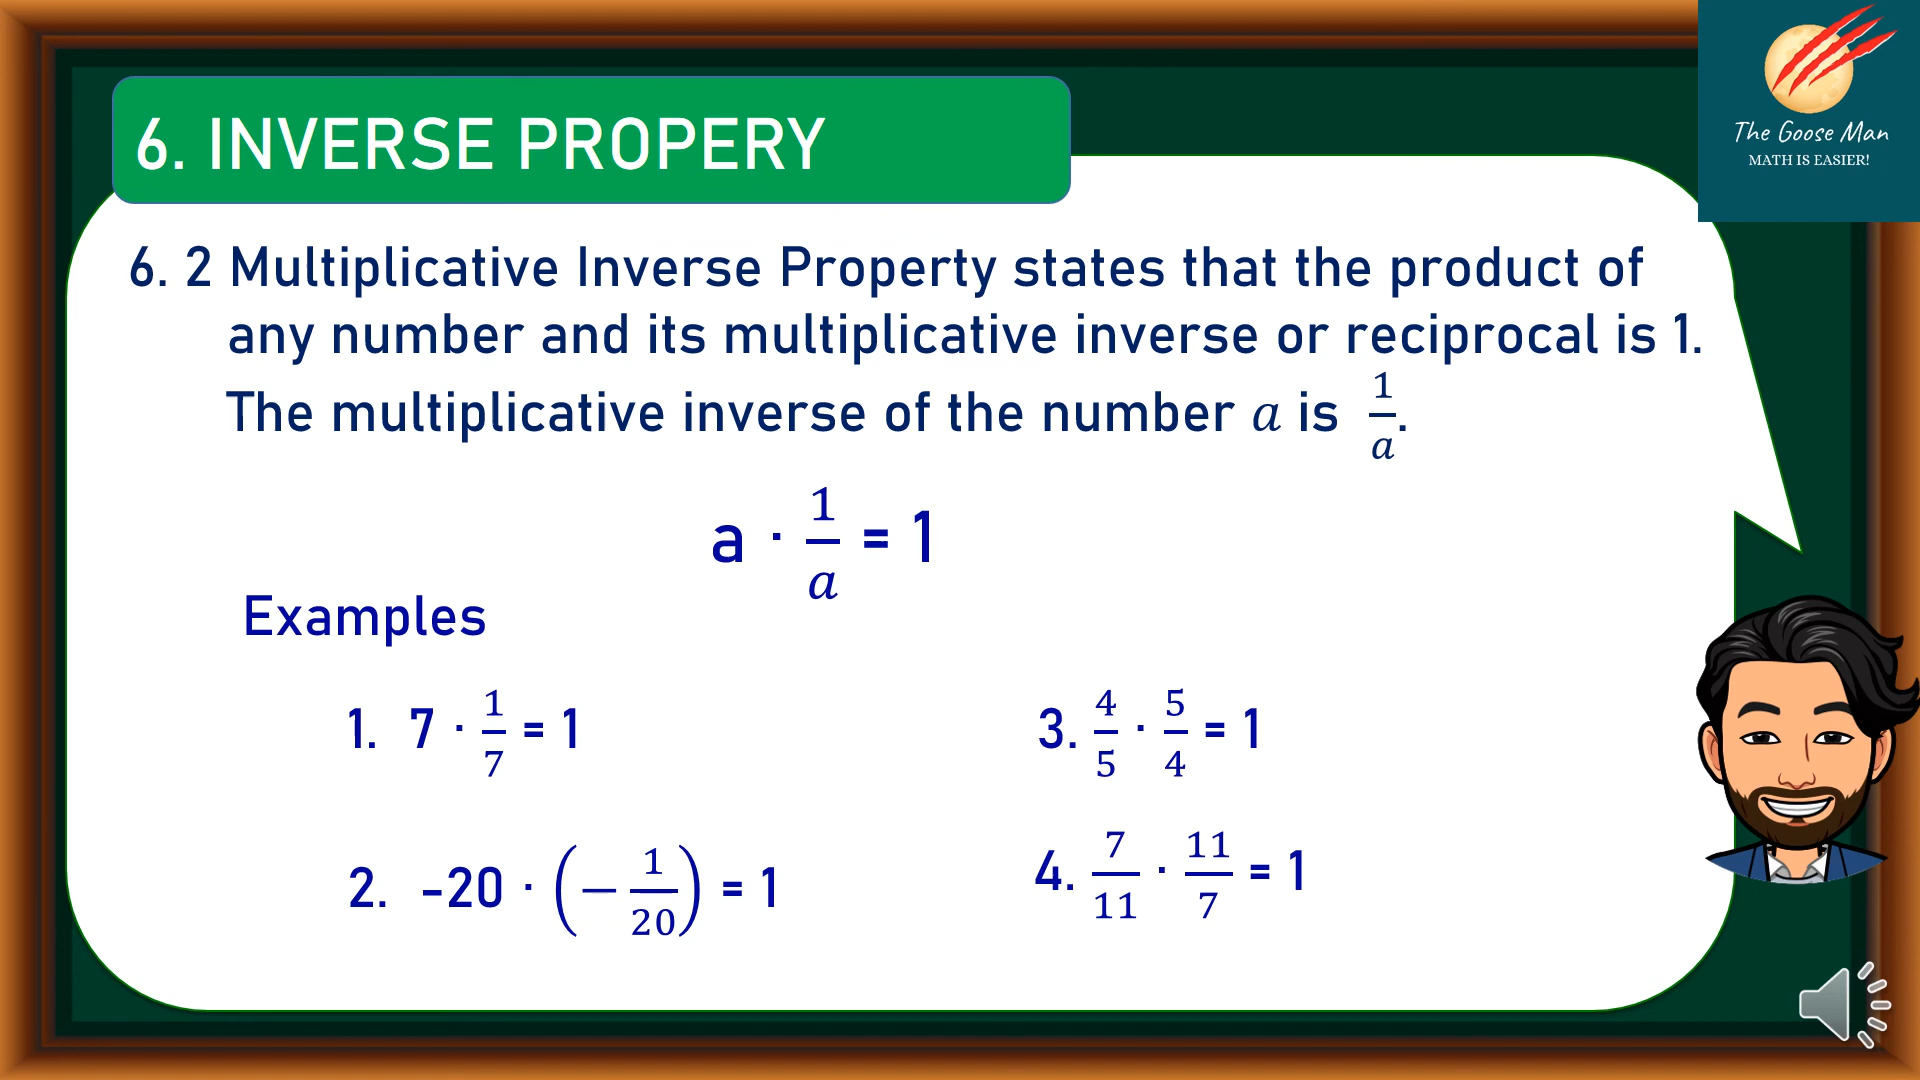 The Goose Man
MATH IS EASIER!
6. INVERSE PROPERY
6. 2 Multiplicative Inverse Property states that the product of
any number and its multiplicative inverse or reciprocal is 1.
The multiplicative inverse of the number a is 1/a.
a · 1/a = 1
Examples
1. 7 · 1/7 = 1
2. -20 · (− 1/20) = 1
3. 4/5 · 5/4 = 1
4. 7/11 · 11/7 = 1